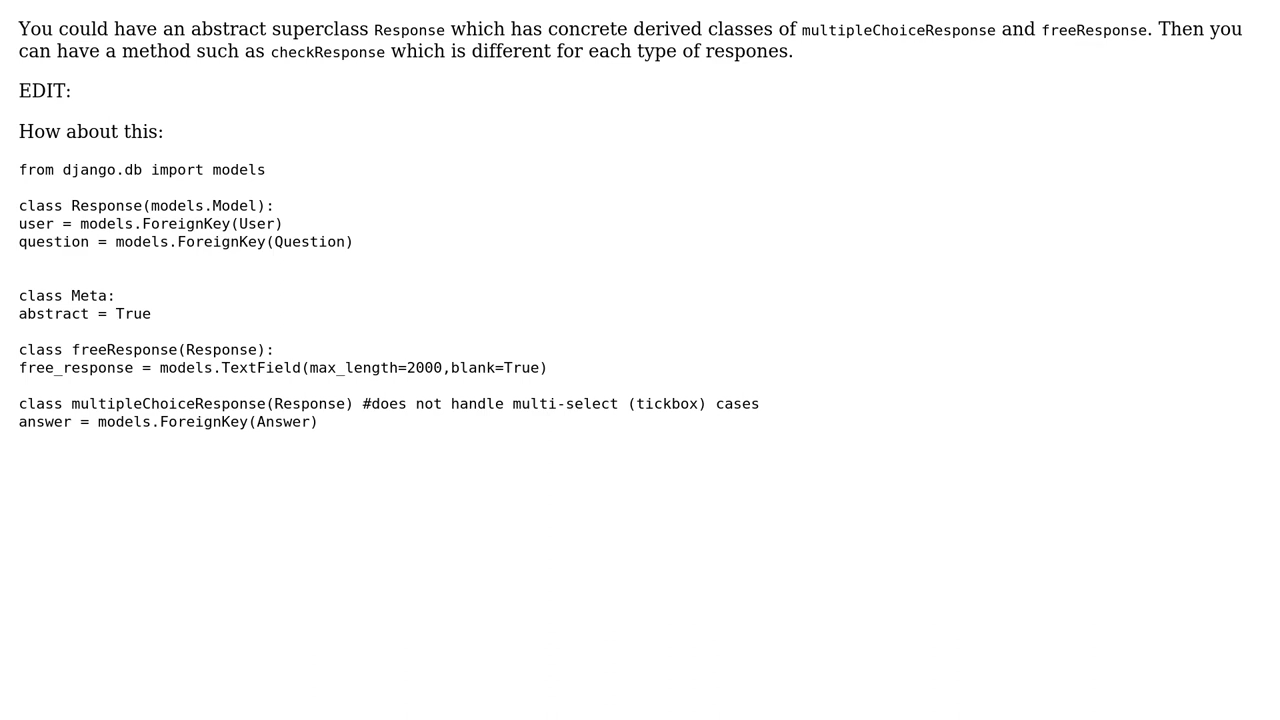 You could have an abstract superclass Response which has concrete derived classes of multipleChoiceResponse and freeResponse. Then you
can have a method such as checkResponse which is different for each type of respones.
EDIT:
How about this:
from django.db import models
class Response(models.Model):
user = models.ForeignKey(User)
question = models.ForeignKey(Question)
class Meta:
abstract = True
class freeResponse(Response):
free_response = models.TextField(max_length=2000,blank=True)
class multipleChoiceResponse(Response) #does not handle multi-select (tickbox) cases
answer = models.ForeignKey(Answer)